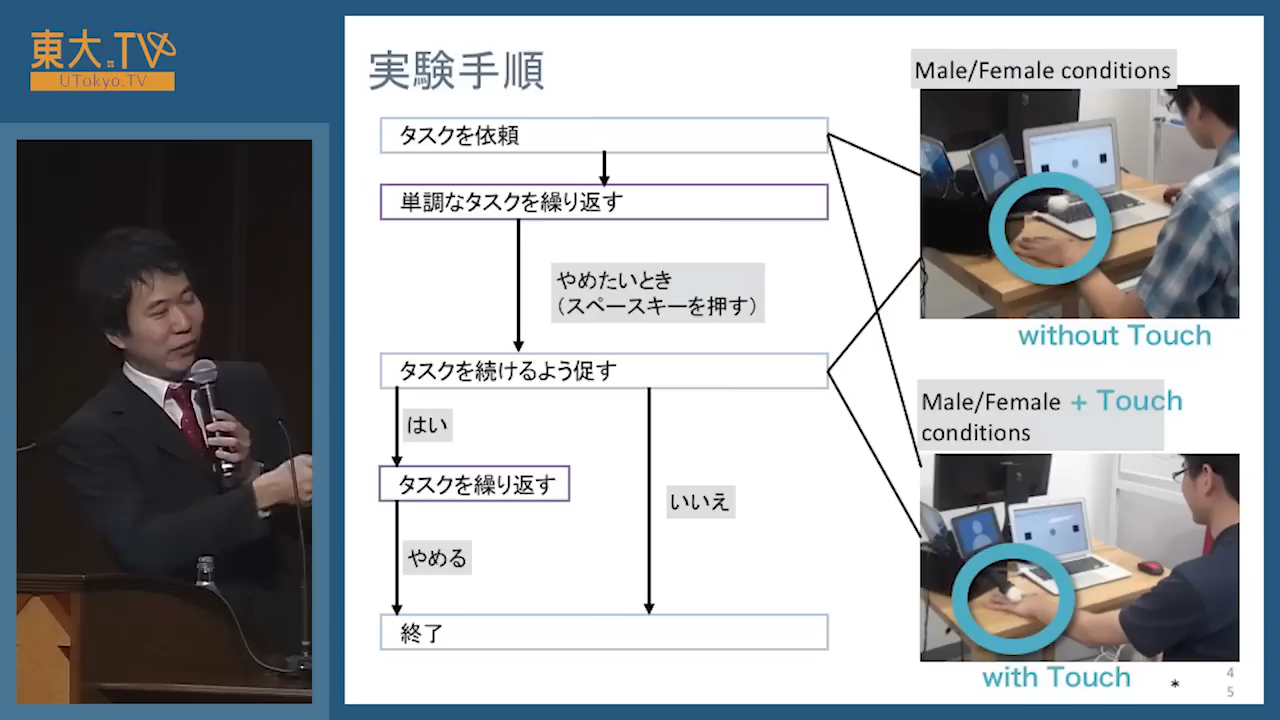 東大.TV
UTokyo.TV
実験手順
タスクを依頼
単調なタスクを繰り返す
やめたいとき
（スペースキーを押す）
タスクを続けるよう促す
はい
タスクを繰り返す
いいえ
やめる
終了
Male/Female conditions
without Touch
Male/Female + Touch
conditions
with Touch
*
4
5